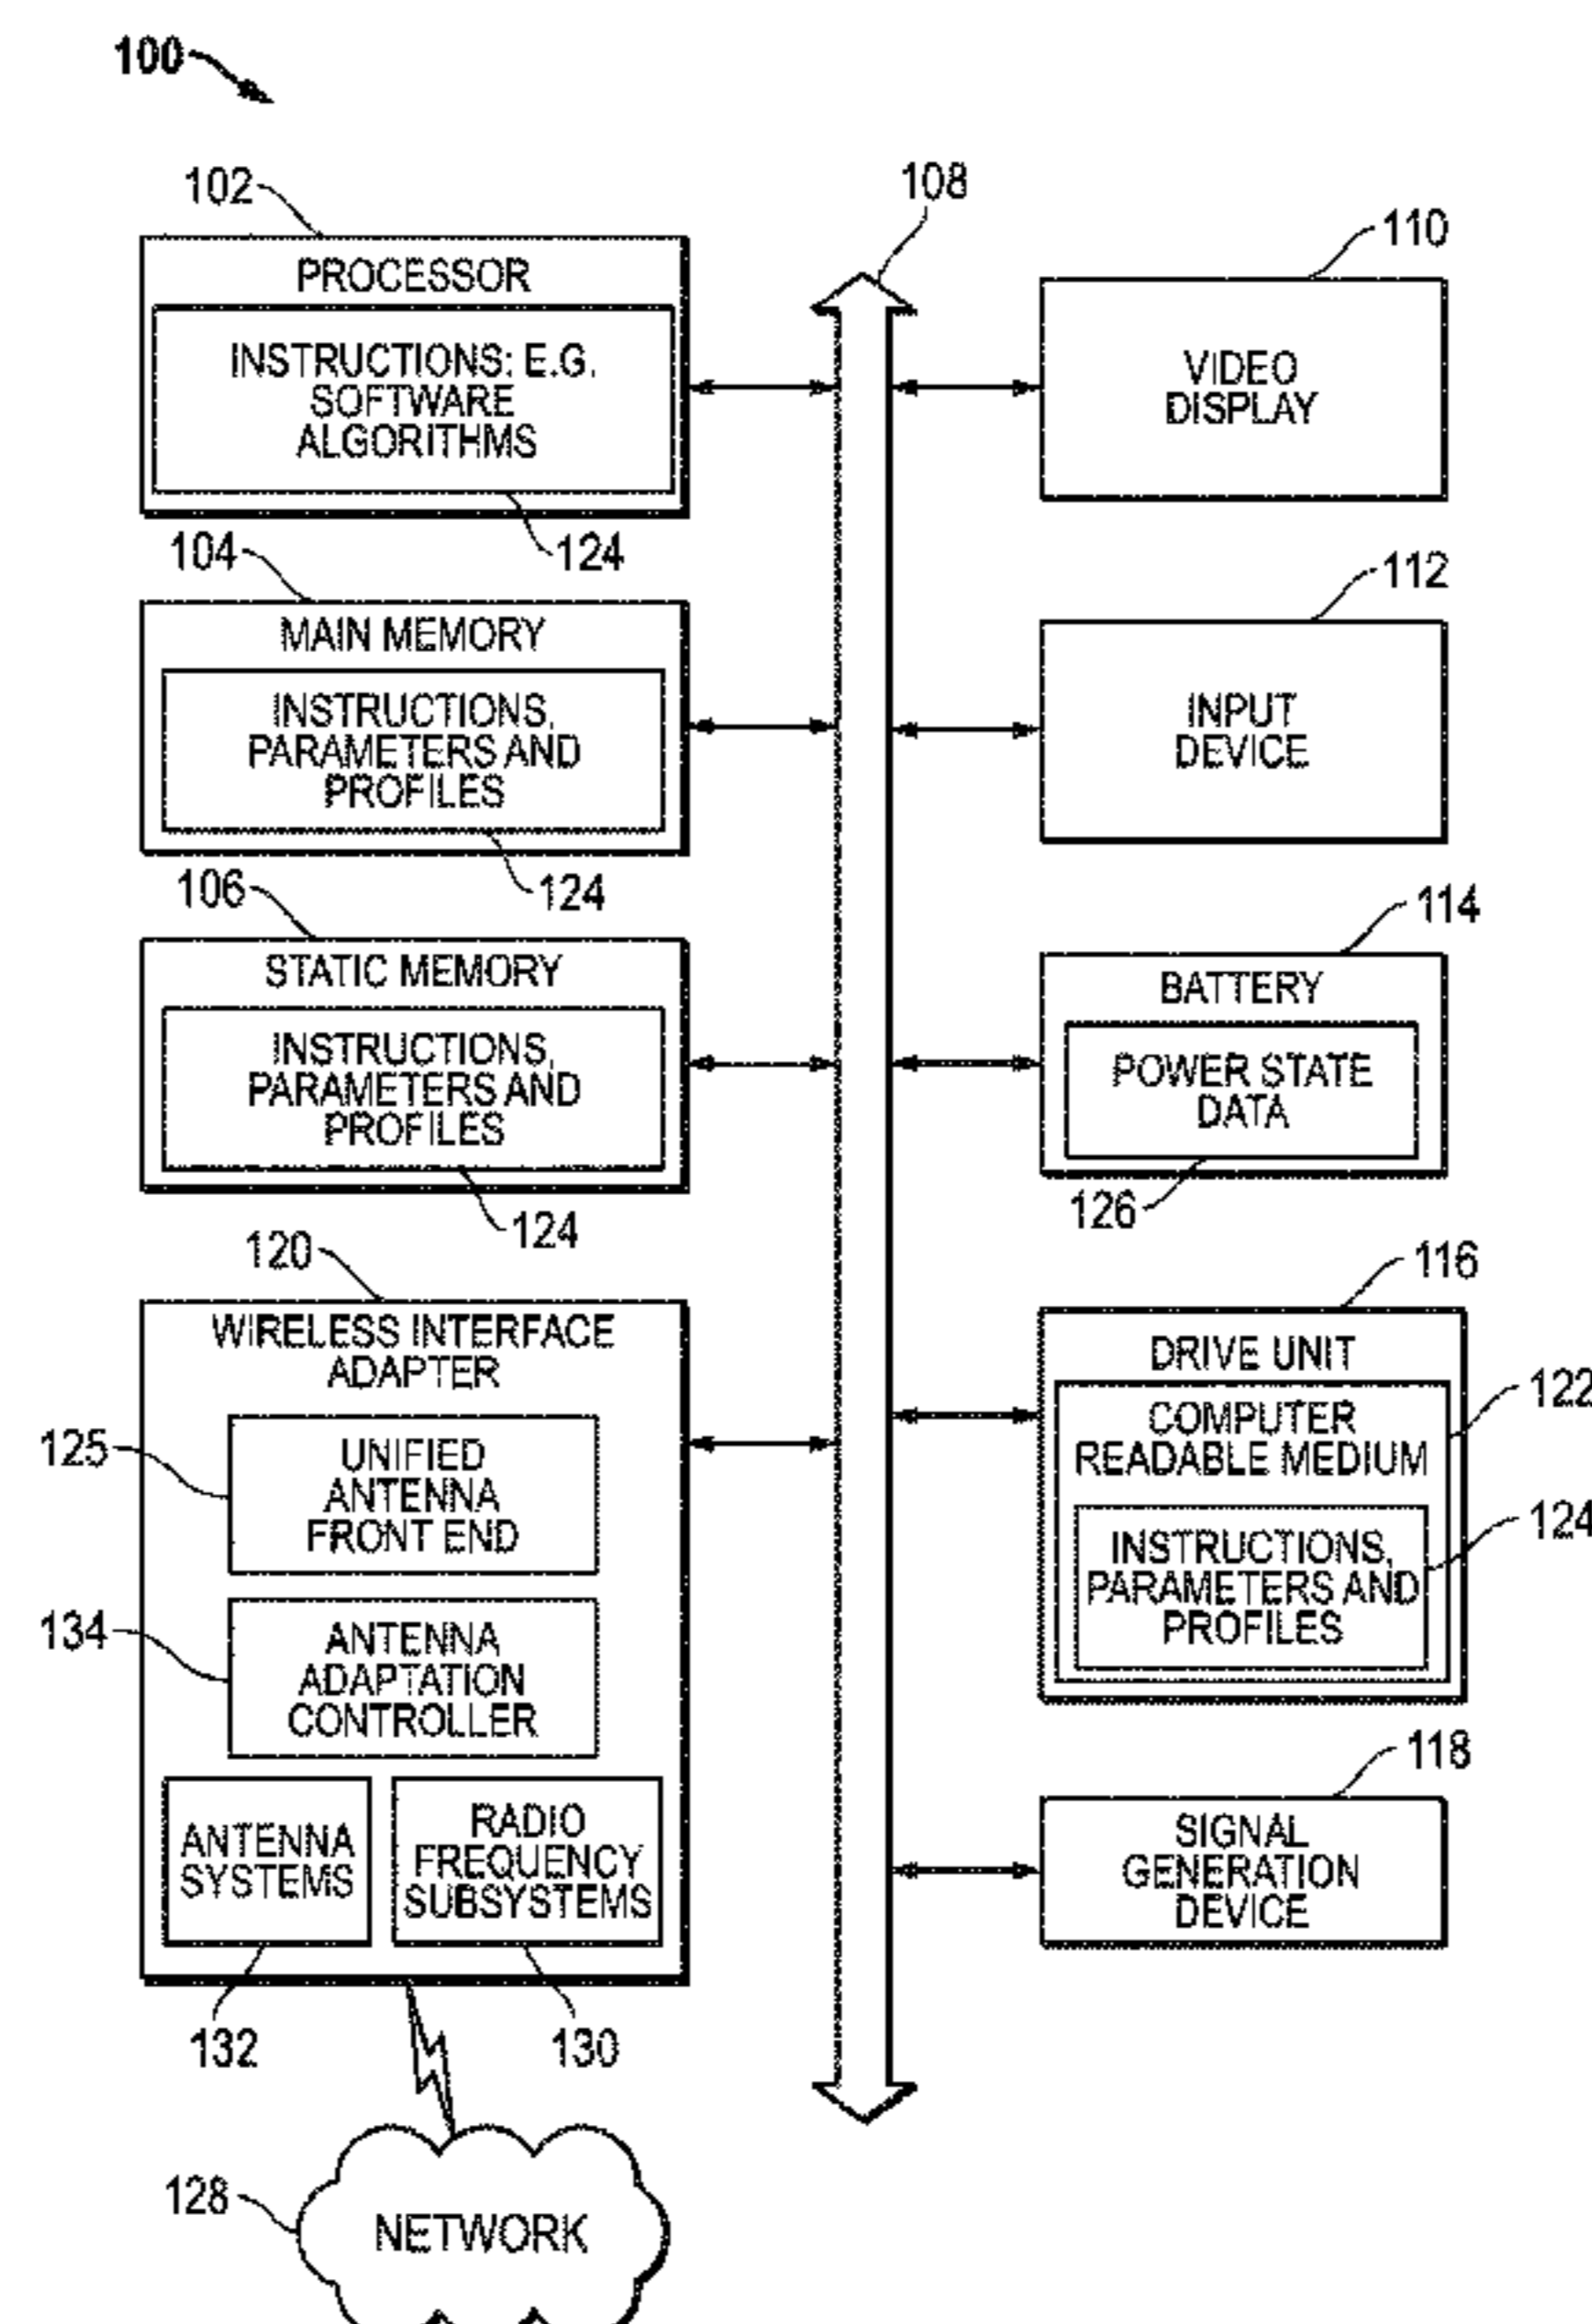 100
102
PROCESSOR
INSTRUCTIONS: E.G.
SOFTWARE
ALGORITHMS
124
104
MAIN MEMORY
INSTRUCTIONS,
PARAMETERS AND
PROFILES
124
106
STATIC MEMORY
INSTRUCTIONS,
PARAMETERS AND
PROFILES
124
120
WIRELESS INTERFACE
ADAPTER
125
UNIFIED
ANTENNA
FRONT END
134
ANTENNA
ADAPTATION
CONTROLLER
ANTENNA
SYSTEMS
RADIO
FREQUENCY
SUBSYSTEMS
132
130
128
NETWORK
108
110
VIDEO
DISPLAY
112
INPUT
DEVICE
114
BATTERY
POWER STATE
DATA
126
116
DRIVE UNIT
122
COMPUTER
READABLE MEDIUM
124
INSTRUCTIONS,
PARAMETERS AND
PROFILES
118
SIGNAL
GENERATION
DEVICE